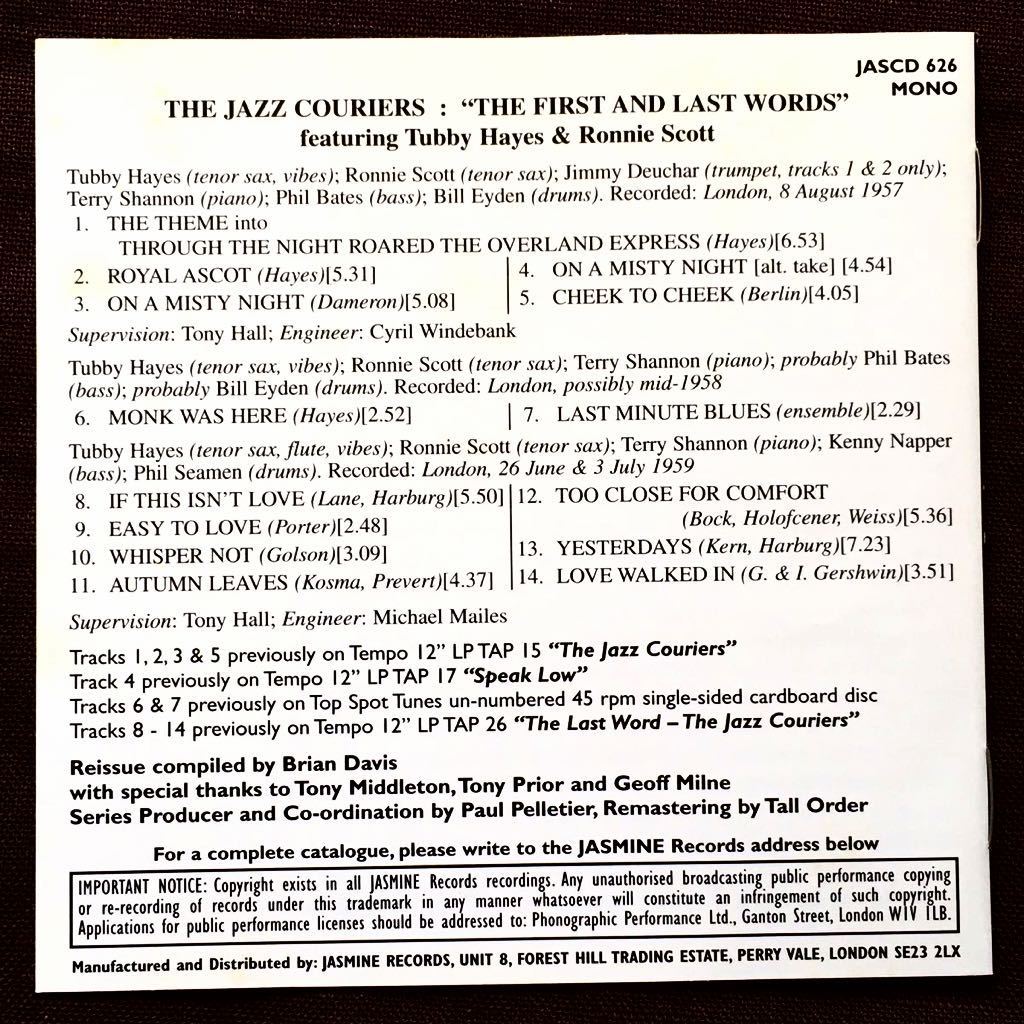 JASCD 626
MONO
THE JAZZ COURIERS : “THE FIRST AND LAST WORDS”
featuring Tubby Hayes & Ronnie Scott
Tubby Hayes (tenor sax, vibes); Ronnie Scott (tenor sax); Jimmy Deuchar (trumpet, tracks 1 & 2 only);
Terry Shannon (piano); Phil Bates (bass); Bill Eyden (drums). Recorded: London, 8 August 1957
1. THE THEME into
THROUGH THE NIGHT ROARED THE OVERLAND EXPRESS (Hayes)[6.53]
2. ROYAL ASCOT (Hayes)[5.31]
3. ON A MISTY NIGHT (Dameron)[5.08]
4. ON A MISTY NIGHT [alt. take] [4.54]
5. CHEEK TO CHEEK (Berlin)[4.05]
Supervision: Tony Hall; Engineer: Cyril Windebank
Tubby Hayes (tenor sax, vibes); Ronnie Scott (tenor sax); Terry Shannon (piano); probably Phil Bates
(bass); probably Bill Eyden (drums). Recorded: London, possibly mid-1958
6. MONK WAS HERE (Hayes)[2.52]
7. LAST MINUTE BLUES (ensemble)[2.29]
Tubby Hayes (tenor sax, flute, vibes); Ronnie Scott (tenor sax); Terry Shannon (piano); Kenny Napper
(bass); Phil Seamen (drums). Recorded: London, 26 June & 3 July 1959
8. IF THIS ISN'T LOVE (Lane, Harburg)[5.50]
9. EASY TO LOVE (Porter)[2.48]
10. WHISPER NOT (Golson)[3.09]
11. AUTUMN LEAVES (Kosma, Prevert)[4.37]
12. TOO CLOSE FOR COMFORT
(Bock, Holofcener, Weiss)[5.36]
13. YESTERDAYS (Kern, Harburg)[7.23]
14. LOVE WALKED IN (G. & I. Gershwin)[3.51]
Supervision: Tony Hall; Engineer: Michael Mailes
Tracks 1, 2, 3 & 5 previously on Tempo 12” LP TAP 15 “The Jazz Couriers”
Track 4 previously on Tempo 12” LP TAP 17 “Speak Low”
Tracks 6 & 7 previously on Top Spot Tunes un-numbered 45 rpm single-sided cardboard disc
Tracks 8 - 14 previously on Tempo 12” LP TAP 26 “The Last Word – The Jazz Couriers”
Reissue compiled by Brian Davis
with special thanks to Tony Middleton, Tony Prior and Geoff Milne
Series Producer and Co-ordination by Paul Pelletier, Remastering by Tall Order
For a complete catalogue, please write to the JASMINE Records address below
IMPORTANT NOTICE: Copyright exists in all JASMINE Records recordings. Any unauthorised broadcasting public performance copying
or re-recording of records under this trademark in any manner whatsoever will constitute an infringement of such copyright.
Applications for public performance licenses should be addressed to: Phonographic Performance Ltd., Ganton Street, London W1V 1LB.
Manufactured and Distributed by: JASMINE RECORDS, UNIT 8, FOREST HILL TRADING ESTATE, PERRY VALE, LONDON SE23 2LX